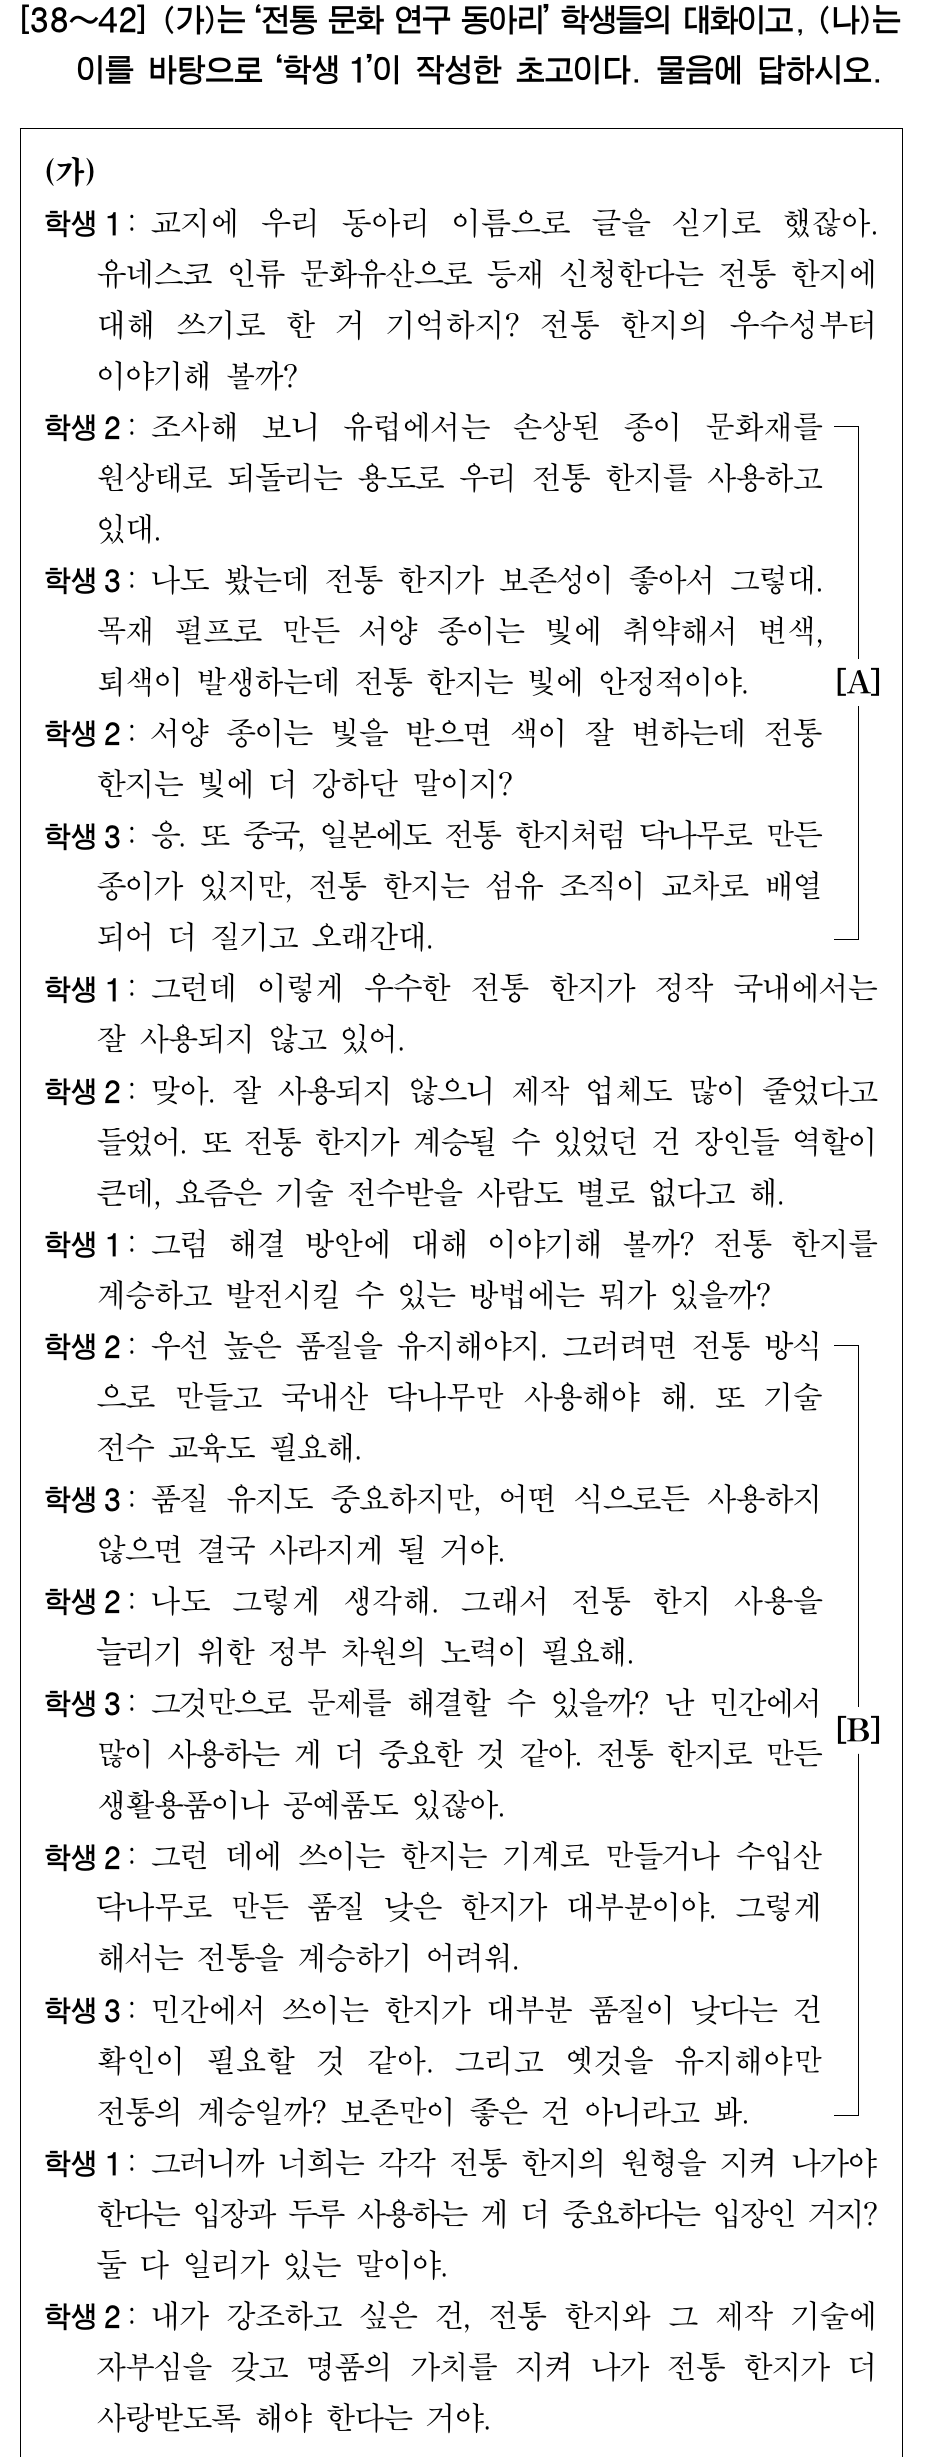 [38～42] (가)는 ‘전통 문화 연구 동아리’ 학생들의 대화이고, (나)는
이를 바탕으로 ‘학생 1’이 작성한 초고이다. 물음에 답하시오.
(가)
학생 1 : 교지에 우리 동아리 이름으로 글을 싣기로 했잖아.
유네스코 인류 문화유산으로 등재 신청한다는 전통 한지에
대해 쓰기로 한 거 기억하지? 전통 한지의 우수성부터
이야기해 볼까?
학생 2 : 조사해 보니 유럽에서는 손상된 종이 문화재를
원상태로 되돌리는 용도로 우리 전통 한지를 사용하고
있대.
학생 3 : 나도 봤는데 전통 한지가 보존성이 좋아서 그렇대.
목재 펄프로 만든 서양 종이는 빛에 취약해서 변색,
퇴색이 발생하는데 전통 한지는 빛에 안정적이야.
[A]
학생 2 : 서양 종이는 빛을 받으면 색이 잘 변하는데 전통
한지는 빛에 더 강하단 말이지?
학생 3 : 응. 또 중국, 일본에도 전통 한지처럼 닥나무로 만든
종이가 있지만, 전통 한지는 섬유 조직이 교차로 배열
되어 더 질기고 오래간대.
학생 1 : 그런데 이렇게 우수한 전통 한지가 정작 국내에서는
잘 사용되지 않고 있어.
학생 2 : 맞아. 잘 사용되지 않으니 제작 업체도 많이 줄었다고
들었어. 또 전통 한지가 계승될 수 있었던 건 장인들 역할이
큰데, 요즘은 기술 전수받을 사람도 별로 없다고 해.
학생 1 : 그럼 해결 방안에 대해 이야기해 볼까? 전통 한지를
계승하고 발전시킬 수 있는 방법에는 뭐가 있을까?
학생 2 : 우선 높은 품질을 유지해야지. 그러려면 전통 방식
으로 만들고 국내산 닥나무만 사용해야 해. 또 기술
전수 교육도 필요해.
학생 3 : 품질 유지도 중요하지만, 어떤 식으로든 사용하지
않으면 결국 사라지게 될 거야.
학생 2 : 나도 그렇게 생각해. 그래서 전통 한지 사용을
늘리기 위한 정부 차원의 노력이 필요해.
학생 3 : 그것만으로 문제를 해결할 수 있을까? 난 민간에서
[B]
많이 사용하는 게 더 중요한 것 같아. 전통 한지로 만든
생활용품이나 공예품도 있잖아.
학생 2 : 그런 데에 쓰이는 한지는 기계로 만들거나 수입산
닥나무로 만든 품질 낮은 한지가 대부분이야. 그렇게
해서는 전통을 계승하기 어려워.
학생 3 : 민간에서 쓰이는 한지가 대부분 품질이 낮다는 건
확인이 필요할 것 같아. 그리고 옛것을 유지해야만
전통의 계승일까? 보존만이 좋은 건 아니라고 봐.
학생 1 : 그러니까 너희는 각각 전통 한지의 원형을 지켜 나가야
한다는 입장과 두루 사용하는 게 더 중요하다는 입장인 거지?
둘 다 일리가 있는 말이야.
학생 2 : 내가 강조하고 싶은 건, 전통 한지와 그 제작 기술에
자부심을 갖고 명품의 가치를 지켜 나가 전통 한지가 더
사랑받도록 해야 한다는 거야.